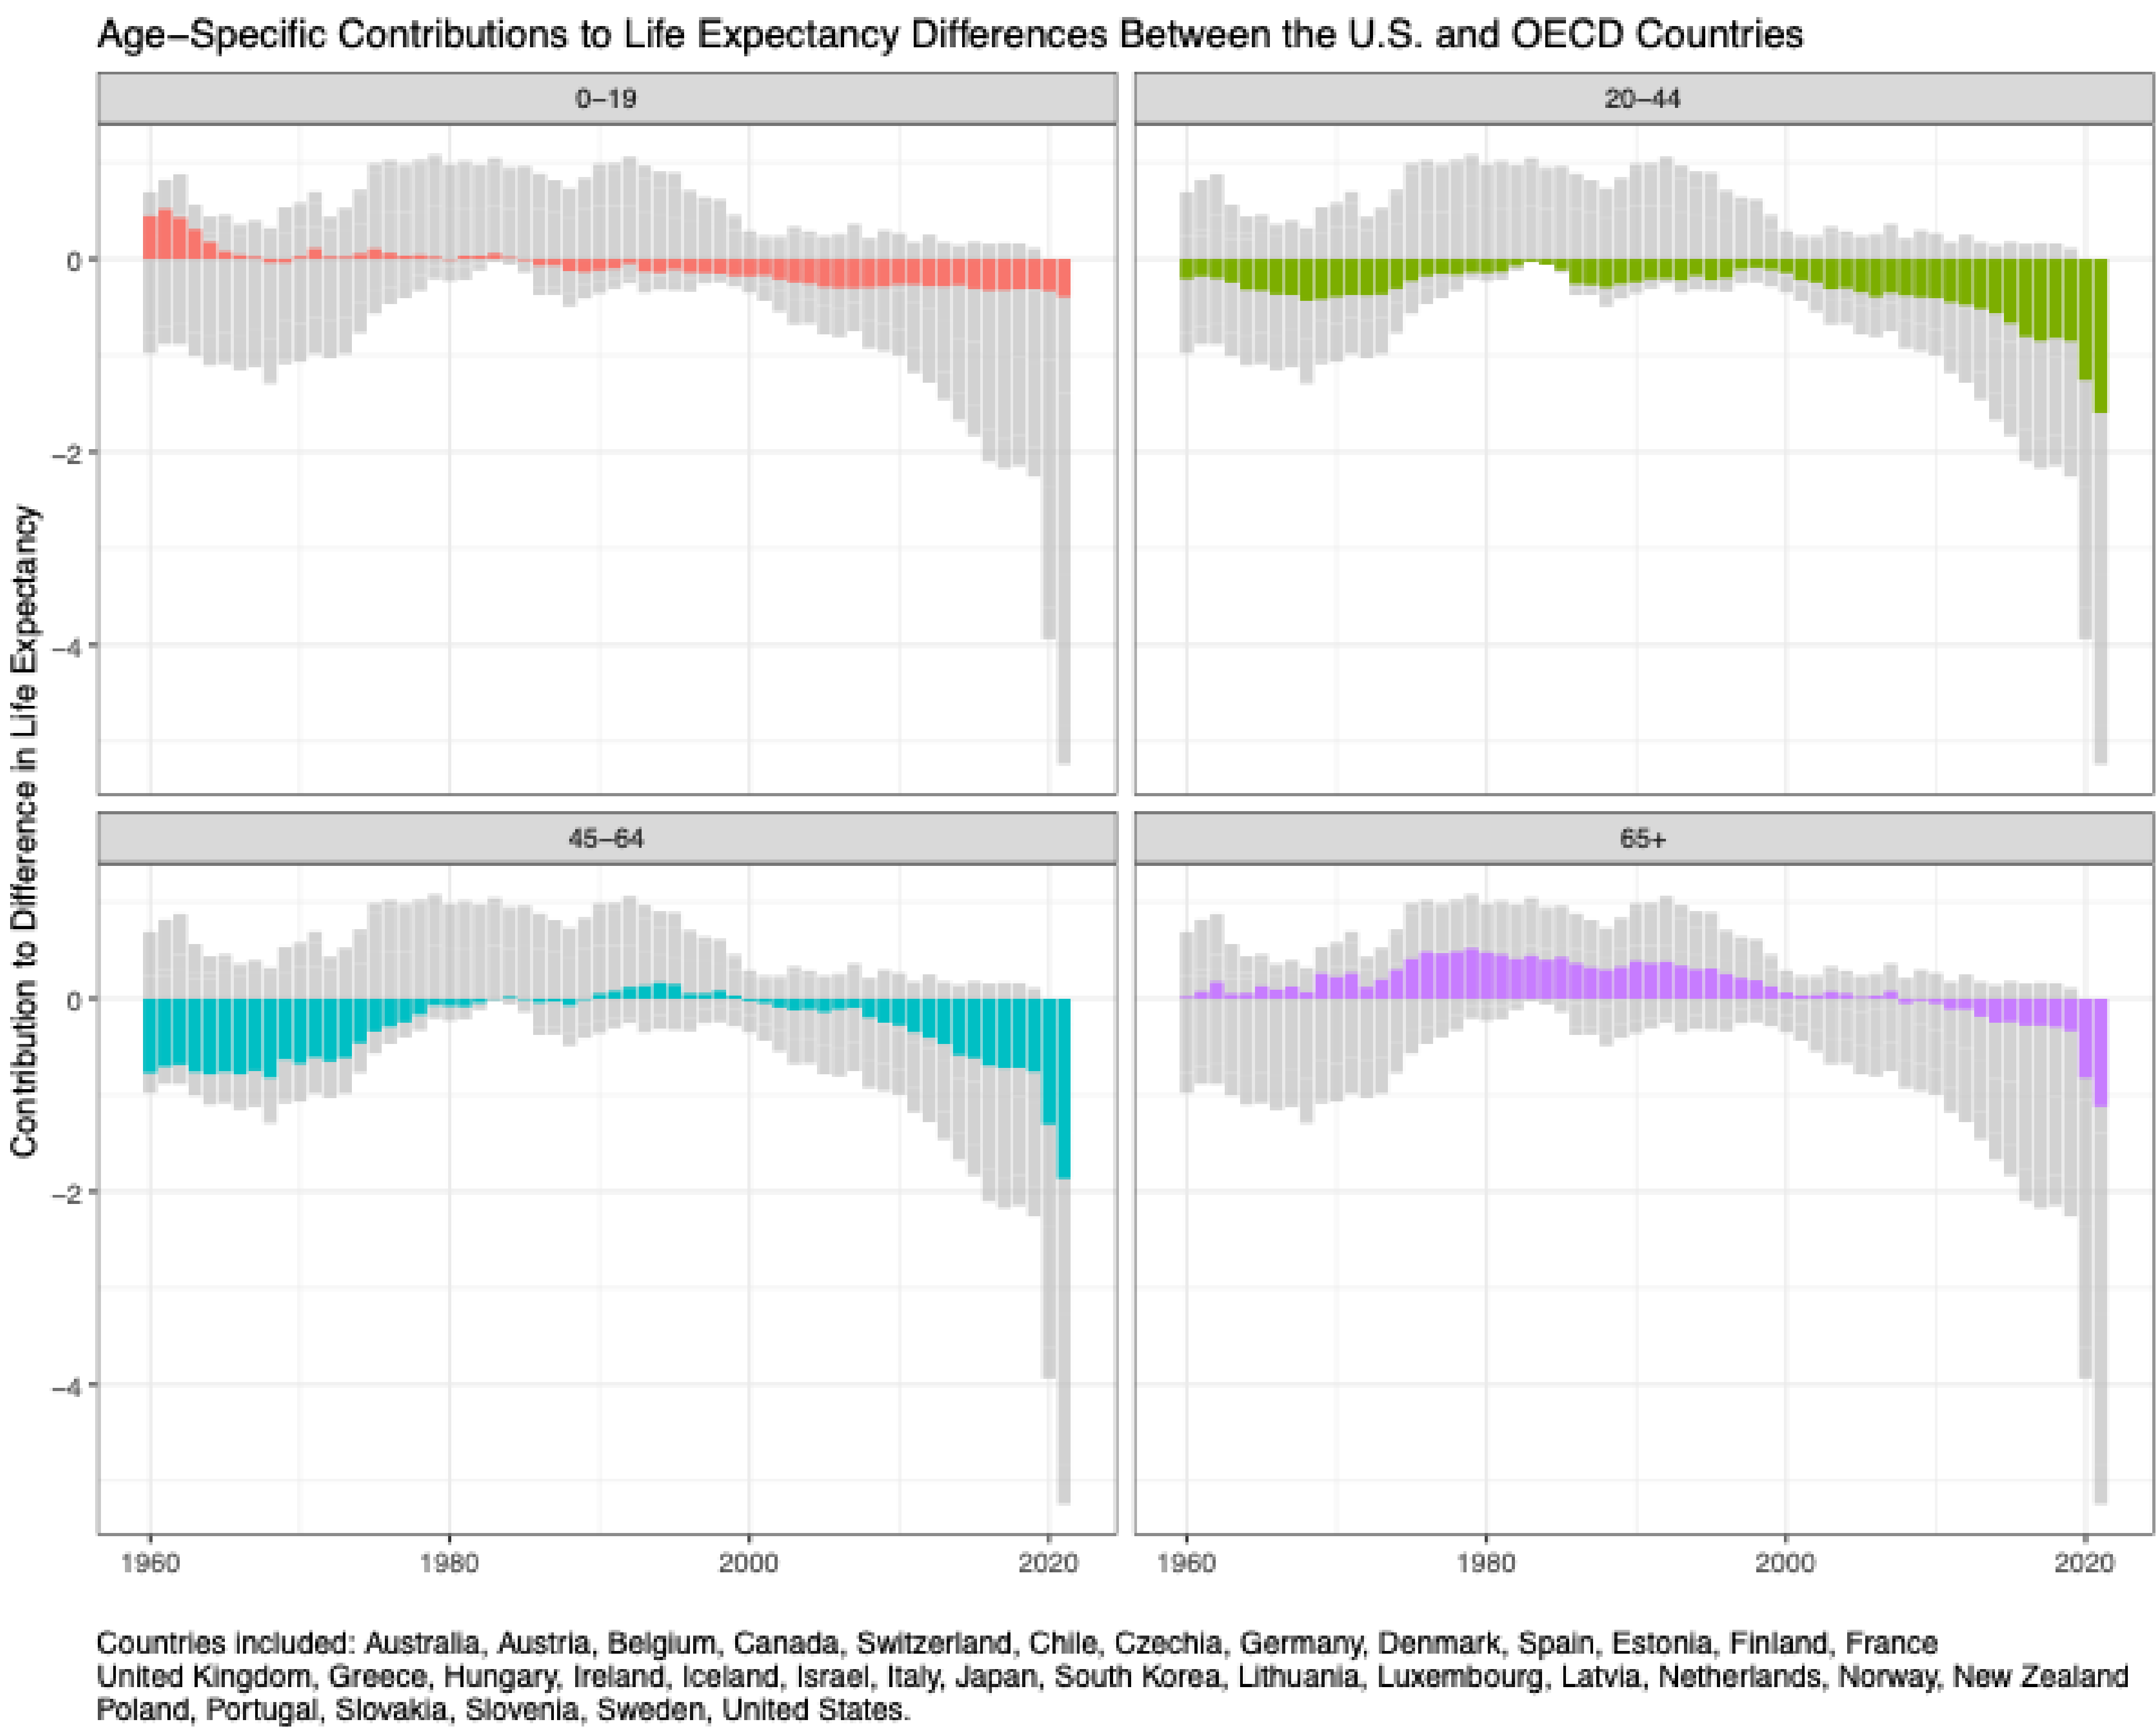 Age–Specific Contributions to Life Expectancy Differences Between the U.S. and OECD Countries
0–19
20–44
0
–2
–4
45–64
65+
0
–2
–4
Contribution to Difference in Life Expectancy
1960 1980 2000 2020 1960 1980 2000 2020
Countries included: Australia, Austria, Belgium, Canada, Switzerland, Chile, Czechia, Germany, Denmark, Spain, Estonia, Finland, France
United Kingdom, Greece, Hungary, Ireland, Iceland, Israel, Italy, Japan, South Korea, Lithuania, Luxembourg, Latvia, Netherlands, Norway, New Zealand
Poland, Portugal, Slovakia, Slovenia, Sweden, United States.